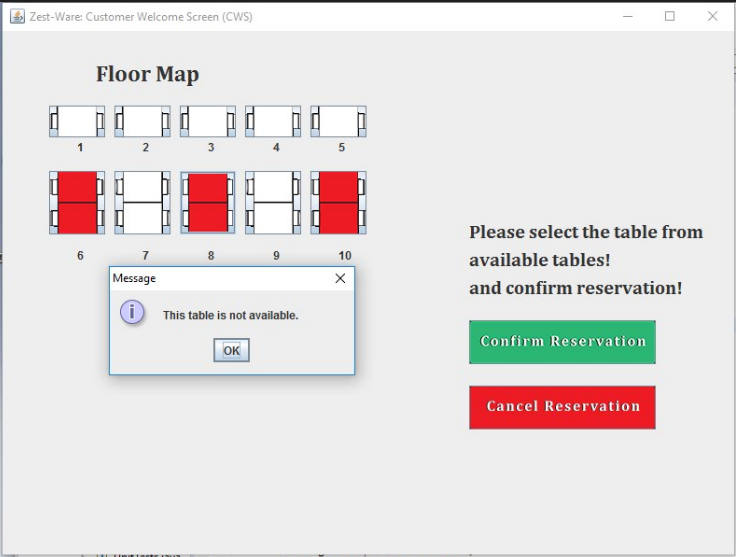 Zest-Ware: Customer Welcome Screen (CWS)
Floor Map
1 2 3 4 5
6 7 8 9 10
Message
This table is not available.
OK
Please select the table from
available tables!
and confirm reservation!
Confirm Reservation
Cancel Reservation